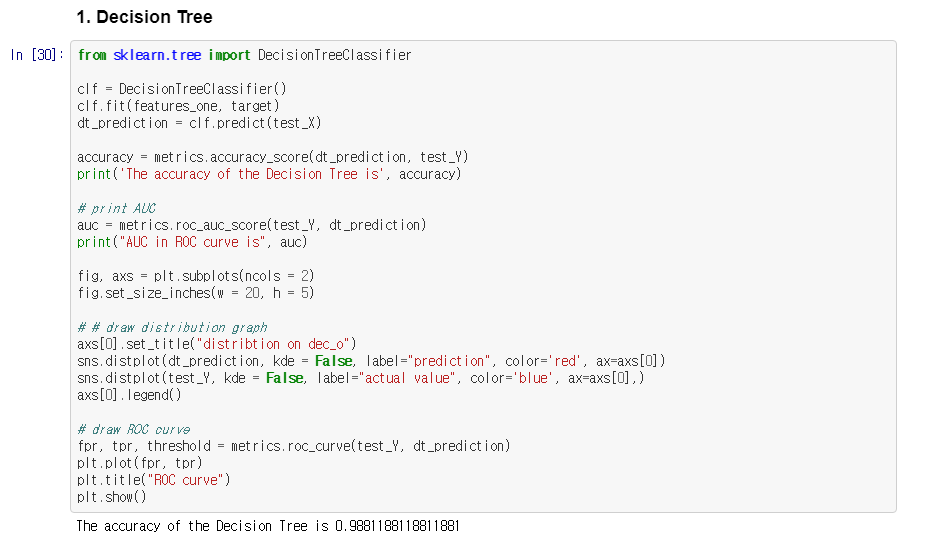 1. Decision Tree
In [30]:
from sklearn.tree import DecisionTreeClassifier
clf = DecisionTreeClassifier()
clf.fit(features_one, target)
dt_prediction = clf.predict(test_X)
accuracy = metrics.accuracy_score(dt_prediction, test_Y)
print('The accuracy of the Decision Tree is', accuracy)
# print AUC
auc = metrics.roc_auc_score(test_Y, dt_prediction)
print("AUC in ROC curve is", auc)
fig, axs = plt.subplots(ncols = 2)
fig.set_size_inches(w = 20, h = 5)
# # draw distribution graph
axs[0].set_title("distribtion on dec_o")
sns.distplot(dt_prediction, kde = False, label="prediction", color='red', ax=axs[0])
sns.distplot(test_Y, kde = False, label="actual value", color='blue', ax=axs[0],)
axs[0].legend()
# draw ROC curve
fpr, tpr, threshold = metrics.roc_curve(test_Y, dt_prediction)
plt.plot(fpr, tpr)
plt.title("ROC curve")
plt.show()
The accuracy of the Decision Tree is 0.9881188118811881